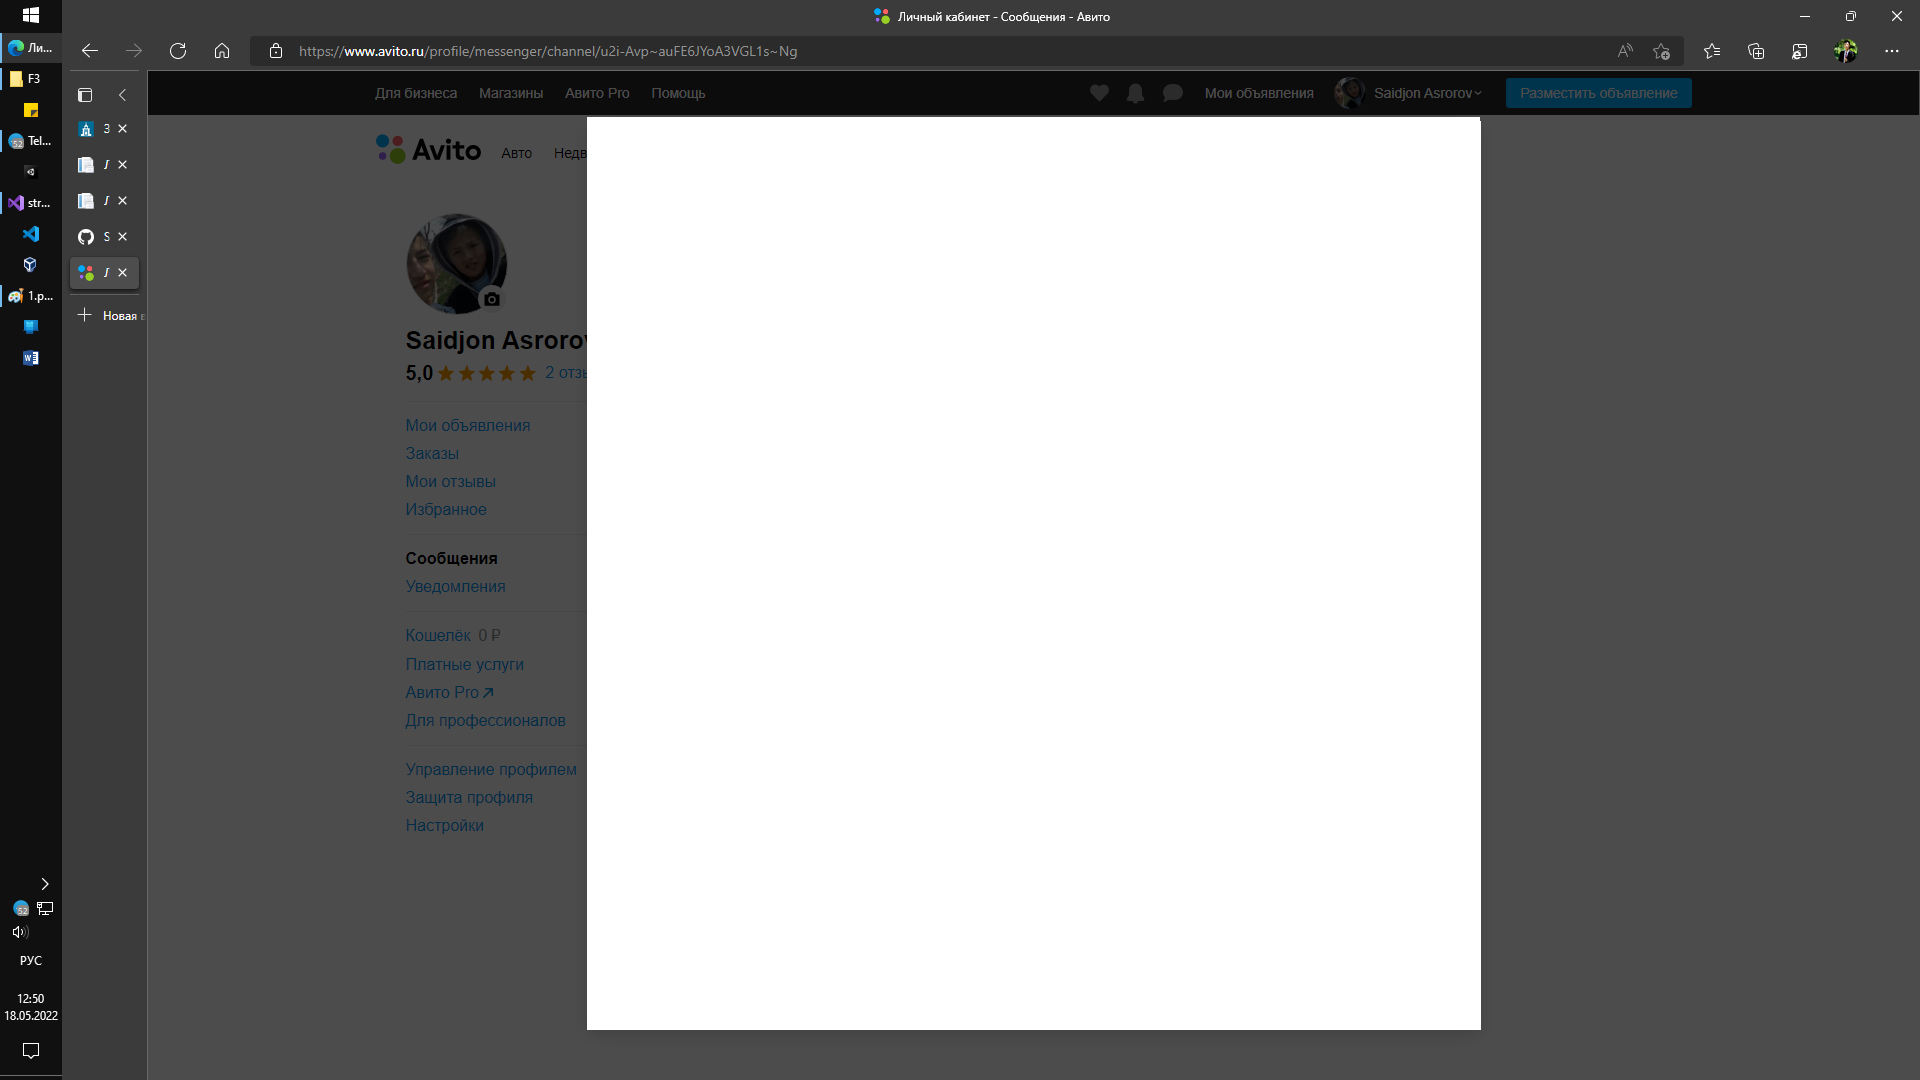 Личный кабинет - Сообщения - Авито
https://www.avito.ru/profile/messenger/channel/u2i-Avp~auFE6JYoA3VGL1s~Ng
Ли...
F3
52
Tel...
str...
1.p...
З
S
Новая в
Для бизнеса Магазины Авито Pro Помощь
Мои объявления Saidjon Asrorov Разместить объявление
Avito Авто Недв
Saidjon Asrorov
5,0 2 отзы
Мои объявления
Заказы
Мои отзывы
Избранное
Сообщения
Уведомления
Кошелёк 0 ₽
Платные услуги
Авито Pro
Для профессионалов
Управление профилем
Защита профиля
Настройки
52
РУС
12:50
18.05.2022